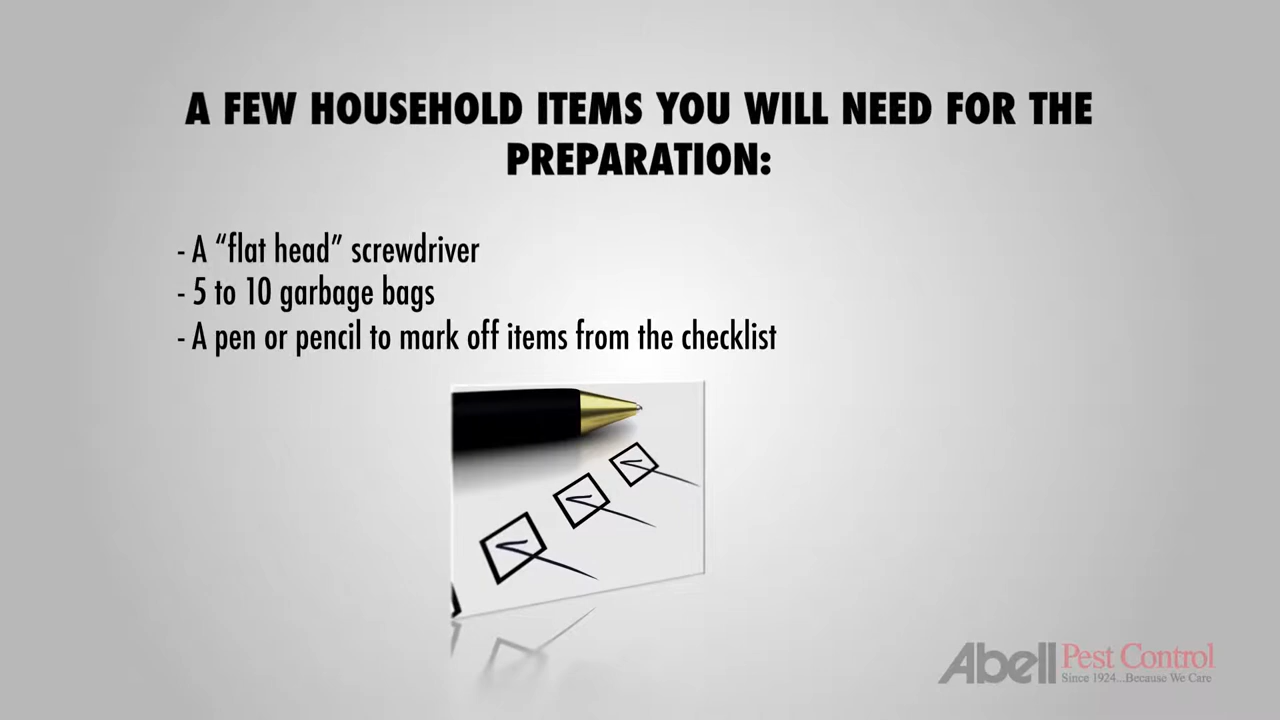 A FEW HOUSEHOLD ITEMS YOU WILL NEED FOR THE
PREPARATION:
- A “flat head” screwdriver
- 5 to 10 garbage bags
- A pen or pencil to mark off items from the checklist
Abell Pest Control
Since 1924...Because We Care